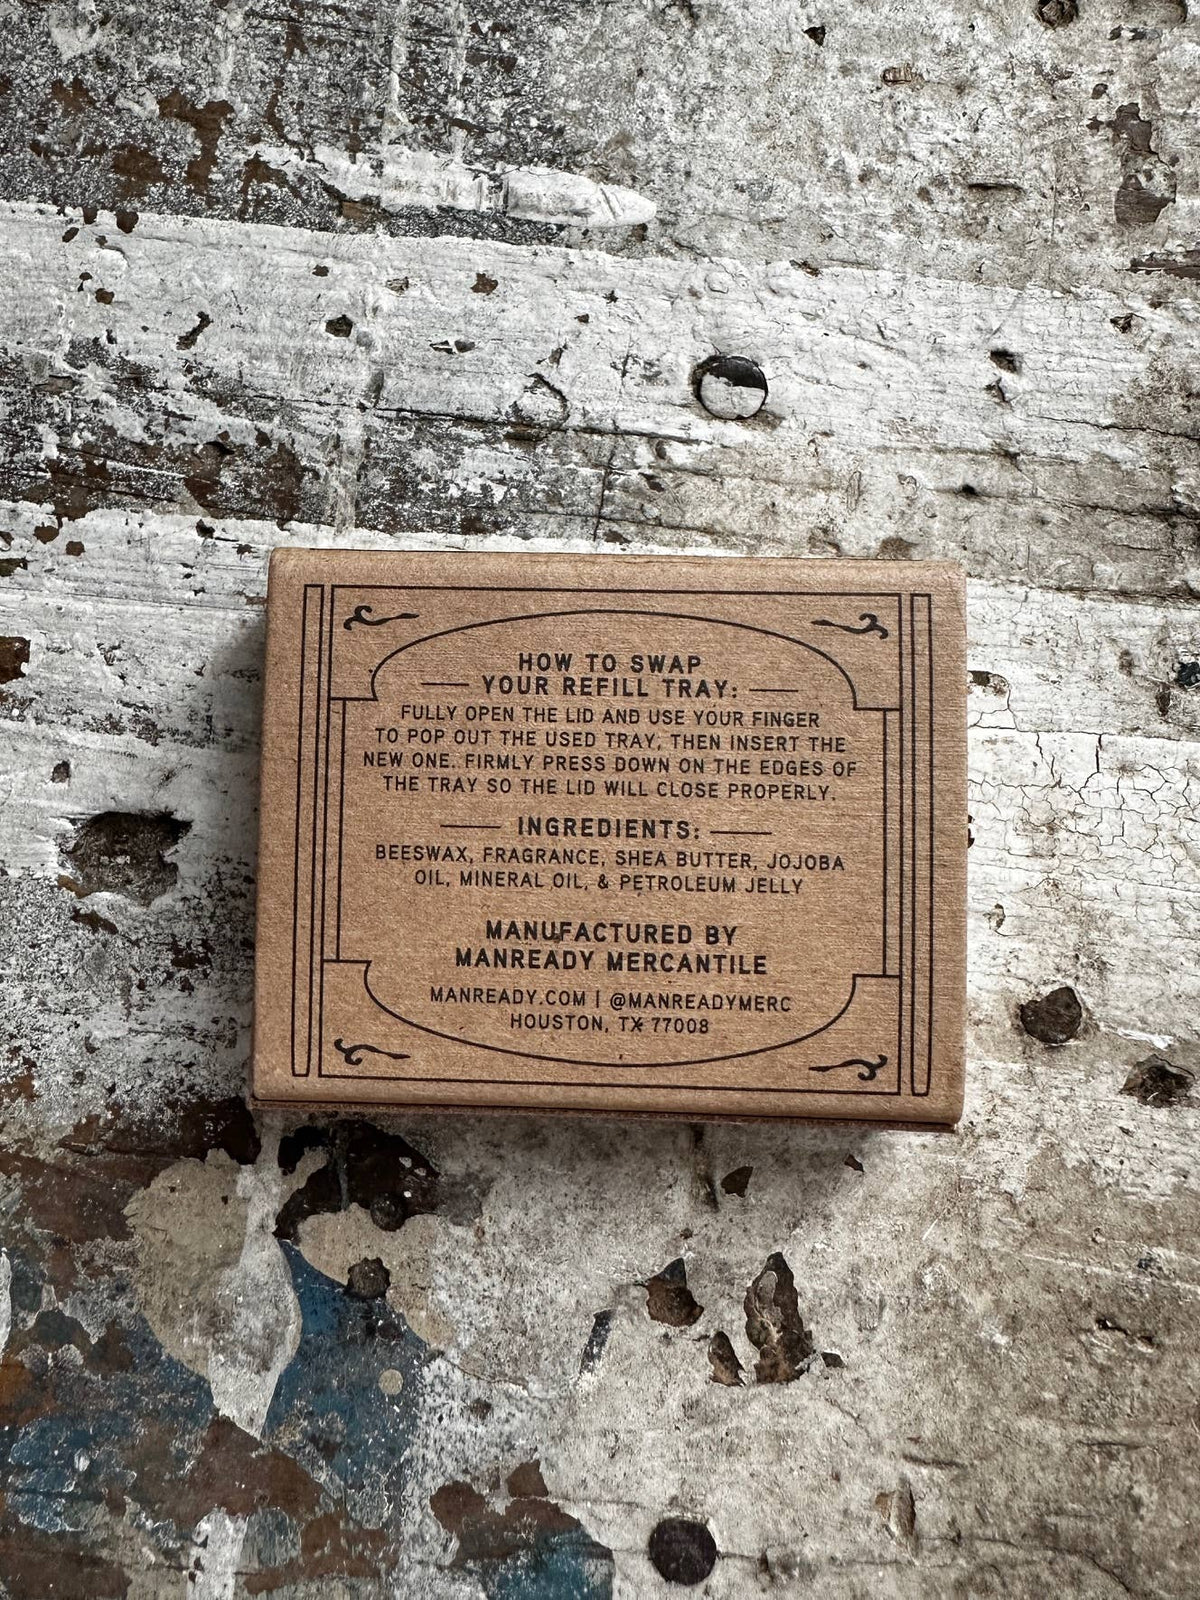 HOW TO SWAP
YOUR REFILL TRAY:
FULLY OPEN THE LID AND USE YOUR FINGER
TO POP OUT THE USED TRAY, THEN INSERT THE
NEW ONE. FIRMLY PRESS DOWN ON THE EDGES OF
THE TRAY SO THE LID WILL CLOSE PROPERLY.
INGREDIENTS:
BEESWAX, FRAGRANCE, SHEA BUTTER, JOJOBA
OIL, MINERAL OIL, & PETROLEUM JELLY
MANUFACTURED BY
MANREADY MERCANTILE
MANREADY.COM | @MANREADYMERC
HOUSTON, TX 77008